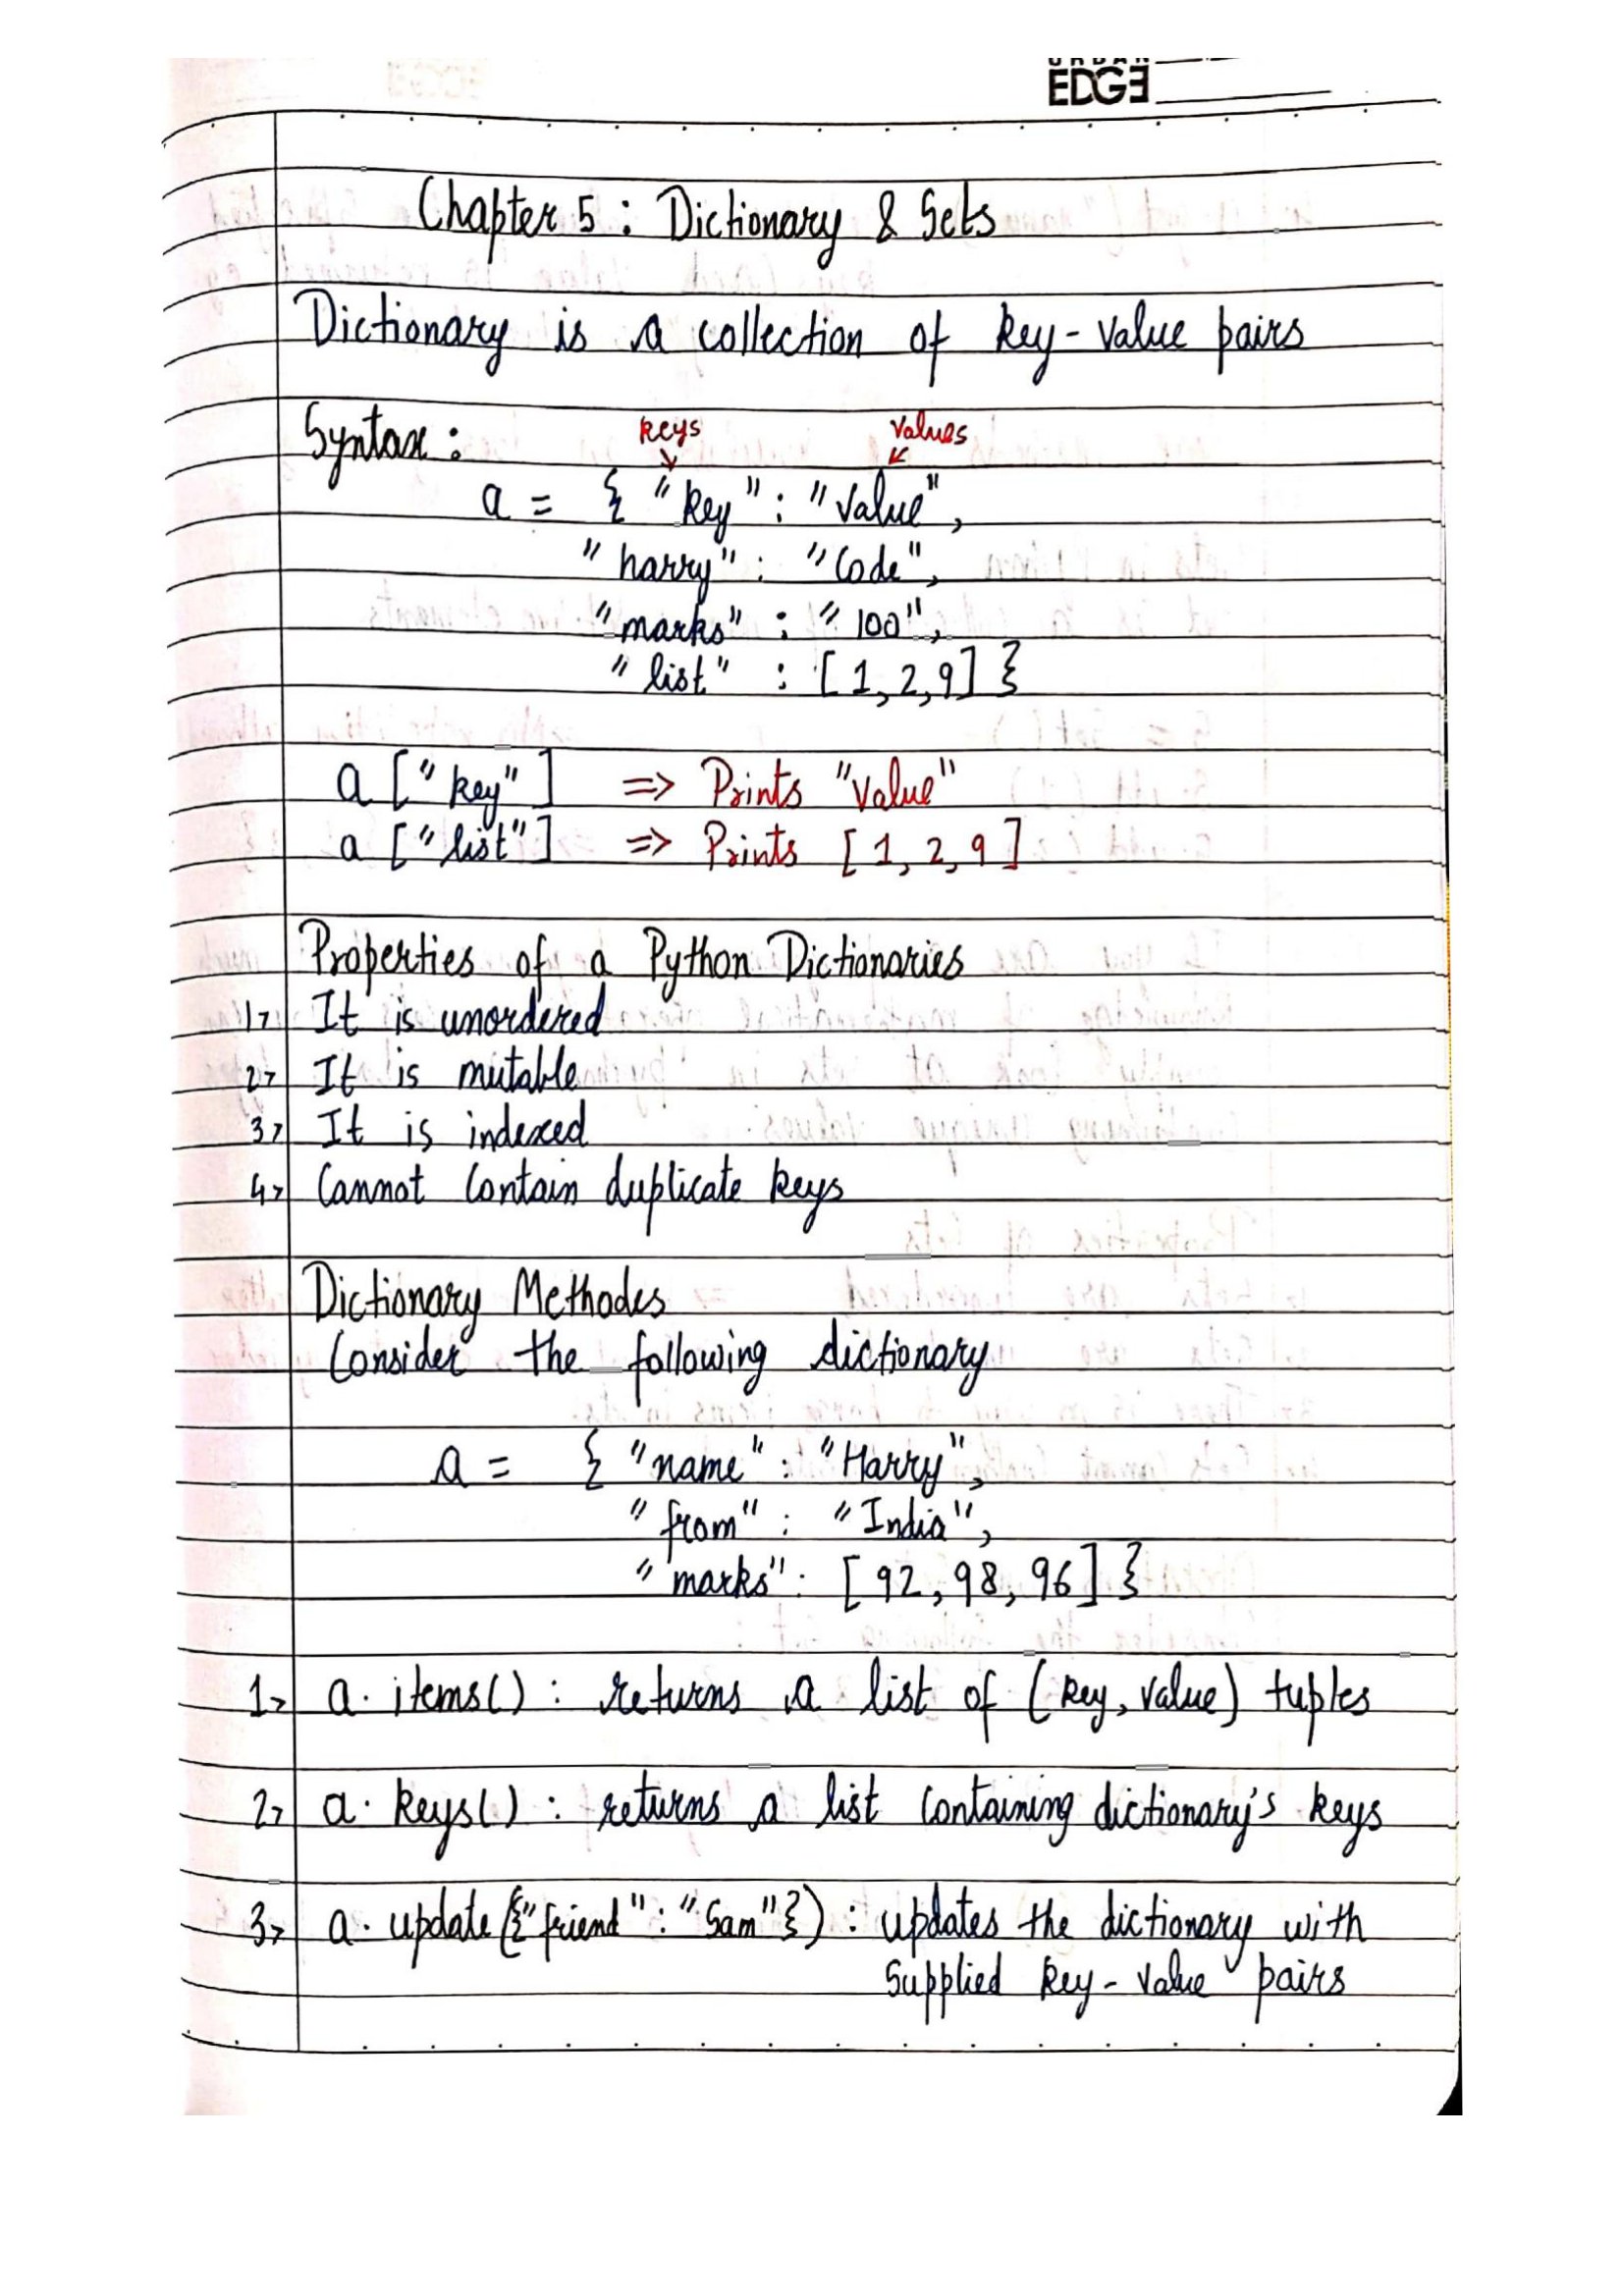 URBAN
EDGE
Chapter 5 : Dictionary & Sets
Dictionary is a collection of key-value pairs
Syntax :
keys values
a = { "key" : "value",
"harry" : "Code",
"marks" : "100",
"list" : [1, 2, 9] }
a ["key"] => Prints "value"
a ["list"] => Prints [1, 2, 9]
Properties of a Python Dictionaries
1> It is unordered
2> It is mutable
3> It is indexed
4> Cannot Contain duplicate keys
Dictionary Methodes
Consider the following dictionary
a = { "name" : "Harry",
"from" : "India",
"marks" : [92, 98, 96] }
1> a. items() : returns a list of (key, value) tuples
2> a. keys() : returns a list Containing dictionary's keys
3> a. update({"friend" : "Sam"}) : updates the dictionary with
Supplied key-value pairs